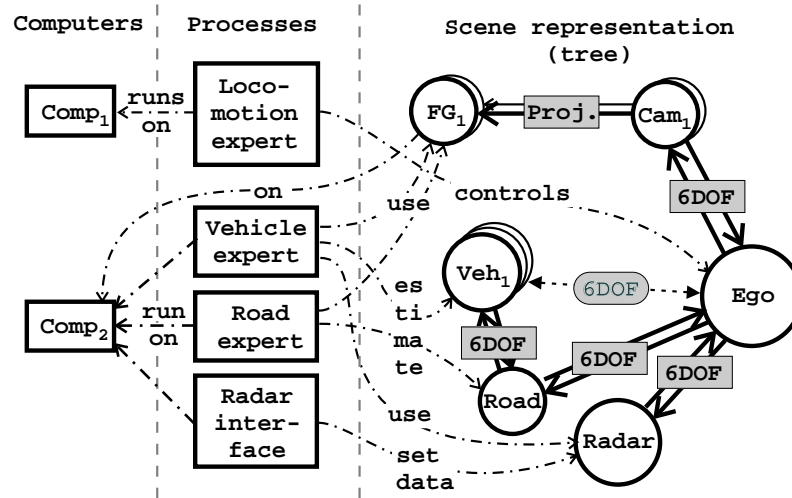 Computers
Processes
Scene representation
(tree)
Comp1
runs
on
Loco-
motion
expert
FG1
Proj.
Cam1
on
use
controls
6DOF
Vehicle
expert
Veh1
6DOF
Ego
es
ti
ma
te
Comp2
run
on
Road
expert
6DOF
6DOF
6DOF
Road
Radar
inter-
face
use
Radar
set
data